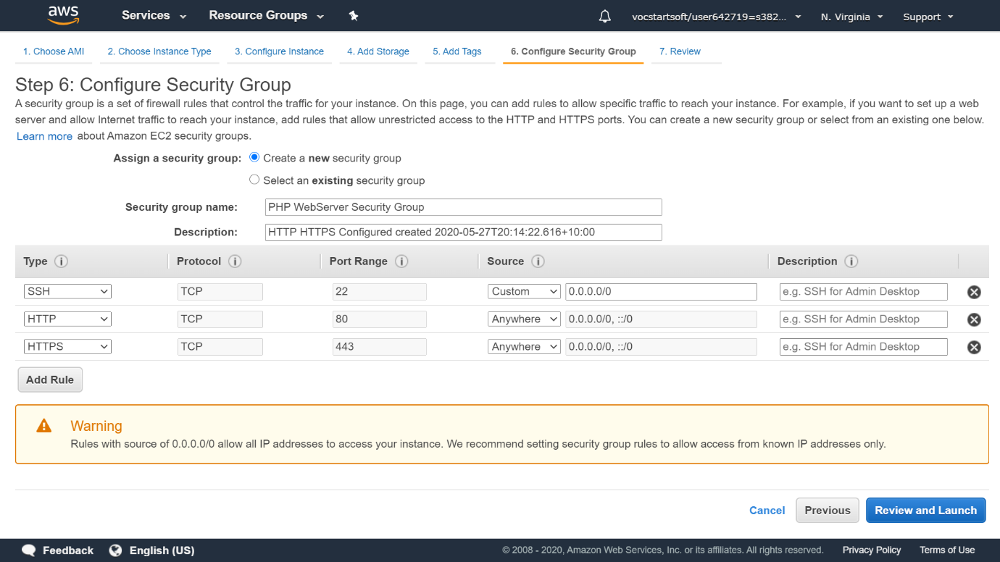 aws Services Resource Groups vocstartsoft/user642719=s382... N. Virginia Support
1. Choose AMI 2. Choose Instance Type 3. Configure Instance 4. Add Storage 5. Add Tags 6. Configure Security Group 7. Review
Step 6: Configure Security Group
A security group is a set of firewall rules that control the traffic for your instance. On this page, you can add rules to allow specific traffic to reach your instance. For example, if you want to set up a web
server and allow Internet traffic to reach your instance, add rules that allow unrestricted access to the HTTP and HTTPS ports. You can create a new security group or select from an existing one below.
Learn more about Amazon EC2 security groups.
Assign a security group: Create a new security group
Select an existing security group
Security group name: PHP WebServer Security Group
Description: HTTP HTTPS Configured created 2020-05-27T20:14:22.616+10:00
Type i Protocol i Port Range i Source i Description i
SSH TCP 22 Custom 0.0.0.0/0 e.g. SSH for Admin Desktop
HTTP TCP 80 Anywhere 0.0.0.0/0, ::/0 e.g. SSH for Admin Desktop
HTTPS TCP 443 Anywhere 0.0.0.0/0, ::/0 e.g. SSH for Admin Desktop
Add Rule
Warning
Rules with source of 0.0.0.0/0 allow all IP addresses to access your instance. We recommend setting security group rules to allow access from known IP addresses only.
Cancel Previous Review and Launch
Feedback English (US) © 2008 - 2020, Amazon Web Services, Inc. or its affiliates. All rights reserved. Privacy Policy Terms of Use